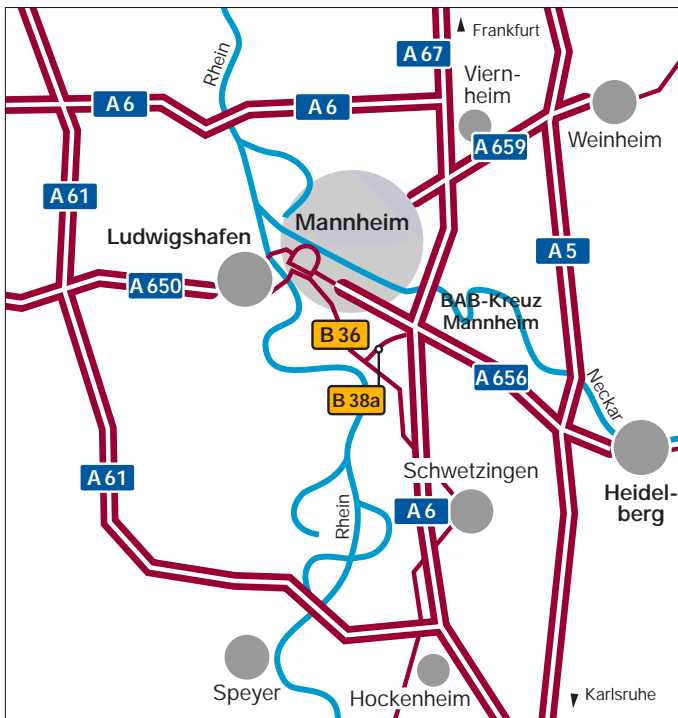 Frankfurt
Rhein
A 67
Viern-
heim
A 6
A 6
Weinheim
A 659
A 61
Mannheim
Ludwigshafen
A 5
A 650
BAB-Kreuz
Mannheim
B 36
A 656
B 38a
Neckar
Schwetzingen
A 61
Heidel-
berg
A 6
Rhein
Speyer
Hockenheim
Karlsruhe